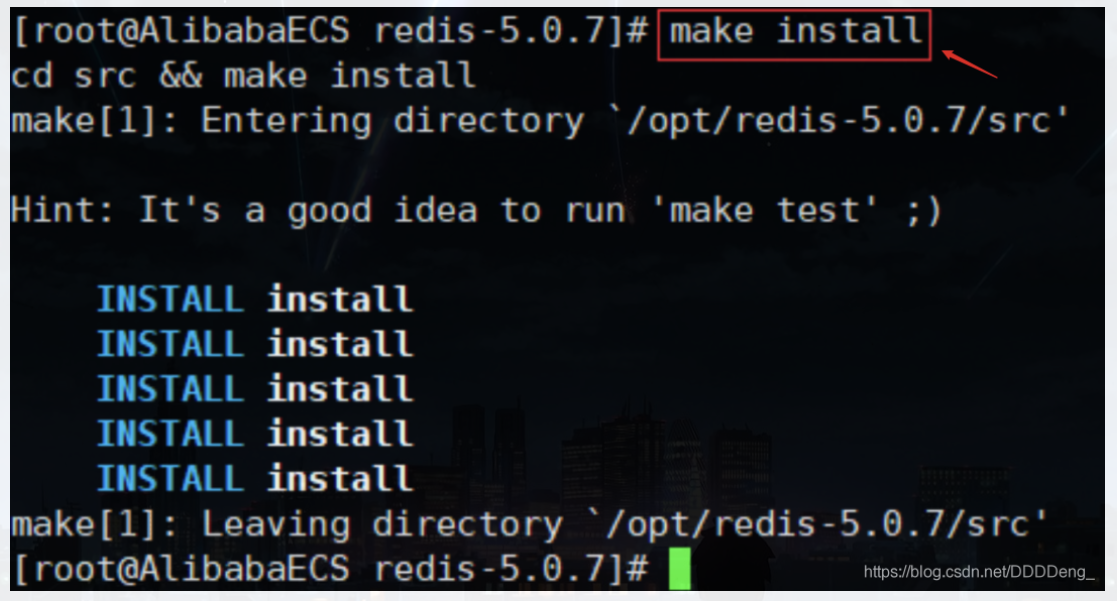 [root@AlibabaECS redis-5.0.7]# make install
cd src && make install
make[1]: Entering directory `/opt/redis-5.0.7/src'
Hint: It's a good idea to run 'make test' ;)
INSTALL install
INSTALL install
INSTALL install
INSTALL install
INSTALL install
make[1]: Leaving directory `/opt/redis-5.0.7/src'
[root@AlibabaECS redis-5.0.7]#
https://blog.csdn.net/DDDDeng_